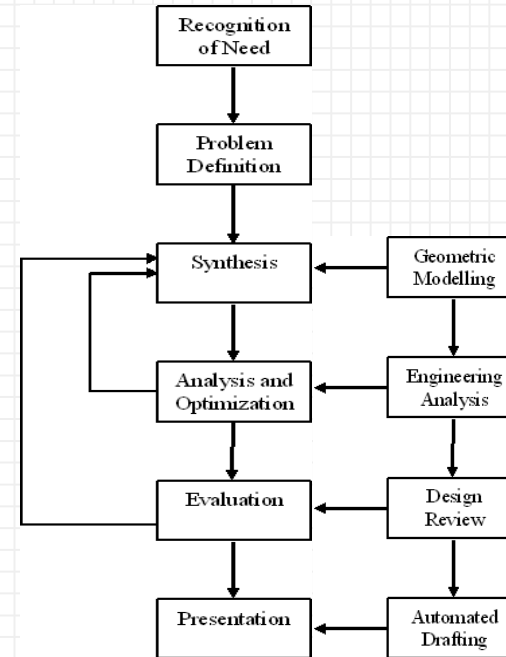 Recognition
of Need
Problem
Definition
Synthesis
Geometric
Modelling
Analysis and
Optimization
Engineering
Analysis
Evaluation
Design
Review
Presentation
Automated
Drafting